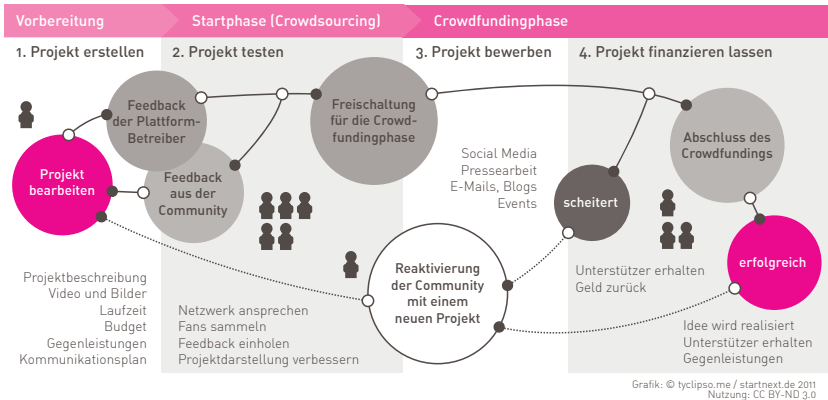 Vorbereitung
Startphase (Crowdsourcing)
Crowdfundingphase
1. Projekt erstellen
2. Projekt testen
3. Projekt bewerben
4. Projekt finanzieren lassen
Feedback
der Plattform-
Betreiber
Projekt
bearbeiten
Feedback
aus der
Community
Freischaltung
für die Crowd-
fundingphase
Social Media
Pressearbeit
E-Mails, Blogs
Events
Abschluss des
Crowdfundings
scheitert
erfolgreich
Reaktivierung
der Community
mit einem
neuen Projekt
Unterstützer erhalten
Geld zurück
Projektbeschreibung
Video und Bilder
Laufzeit
Budget
Gegenleistungen
Kommunikationsplan
Netzwerk ansprechen
Fans sammeln
Feedback einholen
Projektdarstellung verbessern
Idee wird realisiert
Unterstützer erhalten
Gegenleistungen
Grafik: © tyclipso.me / startnext.de 2011
Nutzung: CC BY-ND 3.0